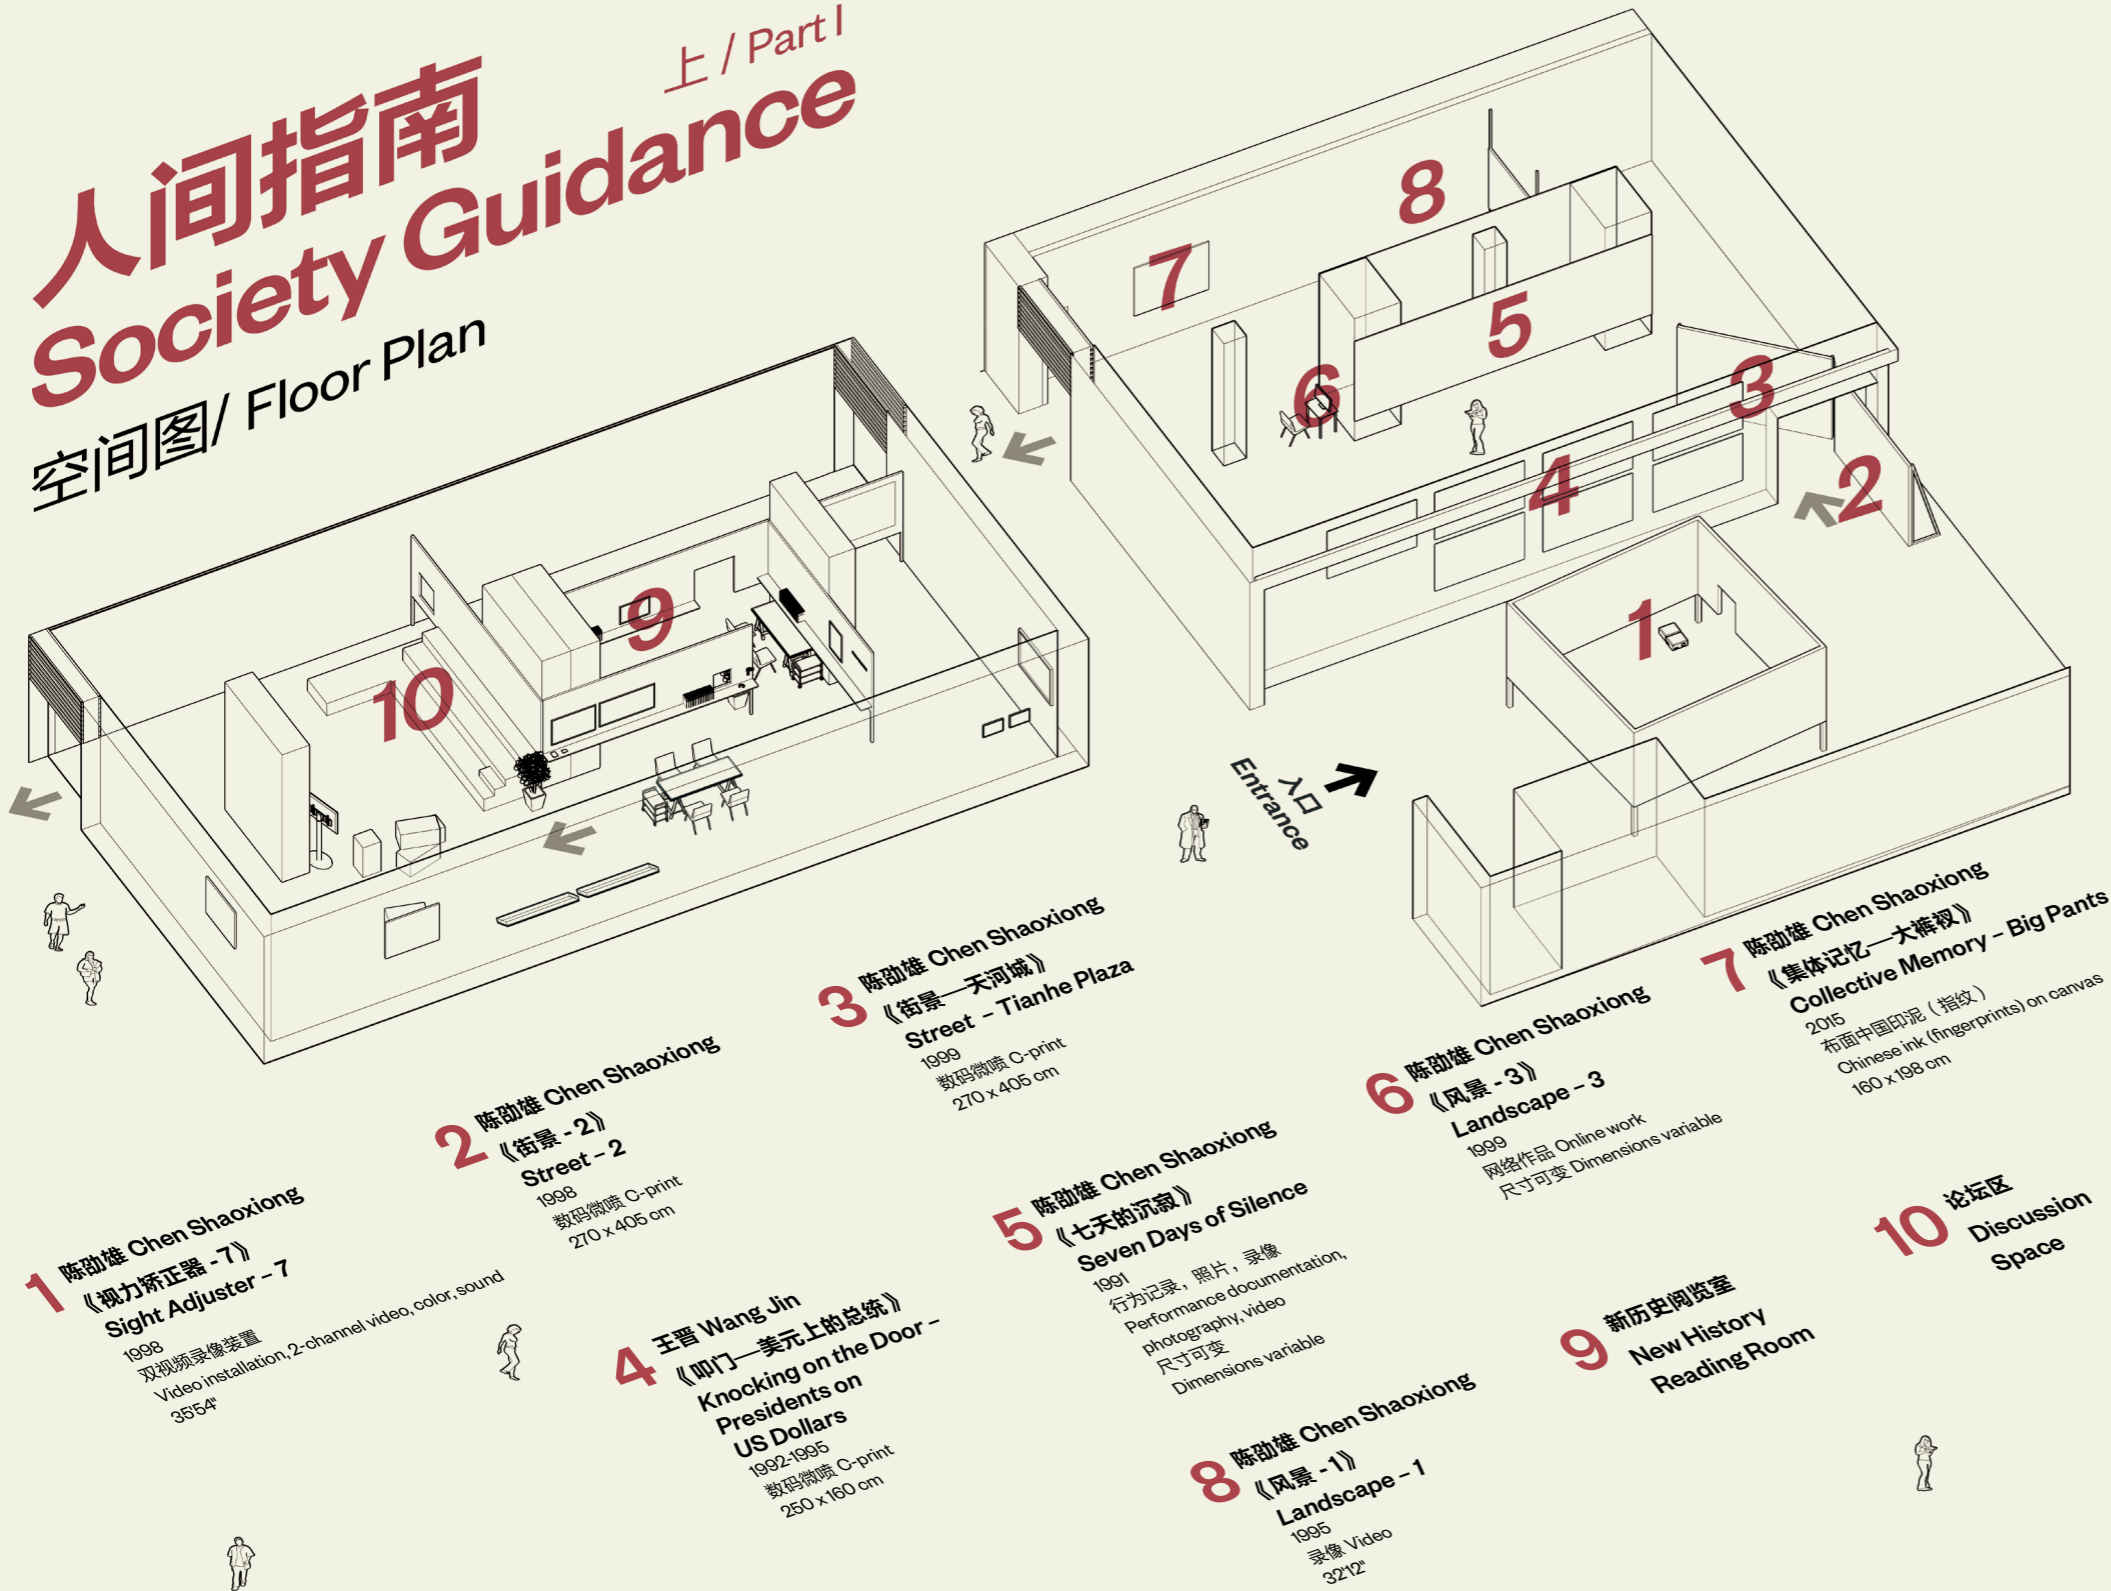 人间指南
上 / Part I
Society Guidance
空间图/ Floor Plan
7
8
5
6
3
4
2
1
9
10
入口
Entrance
1
陈劭雄 Chen Shaoxiong
《视力矫正器 - 7》
Sight Adjuster – 7
1998
双视频录像装置
Video installation, 2-channel video, color, sound
35'54"
2
陈劭雄 Chen Shaoxiong
《街景 - 2》
Street – 2
1998
数码微喷 C-print
270 x 405 cm
3
陈劭雄 Chen Shaoxiong
《街景—天河城》
Street – Tianhe Plaza
1999
数码微喷 C-print
270 x 405 cm
4
王晋 Wang Jin
《叩门—美元上的总统》
Knocking on the Door –
Presidents on
US Dollars
1992-1995
数码微喷 C-print
250 x 160 cm
5
陈劭雄 Chen Shaoxiong
《七天的沉寂》
Seven Days of Silence
1991
行为记录，照片，录像
Performance documentation,
photography, video
尺寸可变
Dimensions variable
6
陈劭雄 Chen Shaoxiong
《风景 - 3》
Landscape – 3
1999
网络作品 Online work
尺寸可变 Dimensions variable
7
陈劭雄 Chen Shaoxiong
《集体记忆—大裤衩》
Collective Memory – Big Pants
2015
布面中国印泥（指纹）
Chinese ink (fingerprints) on canvas
160 x 198 cm
8
陈劭雄 Chen Shaoxiong
《风景 - 1》
Landscape – 1
1995
录像 Video
32'12"
9
新历史阅览室
New History
Reading Room
10
论坛区
Discussion
Space